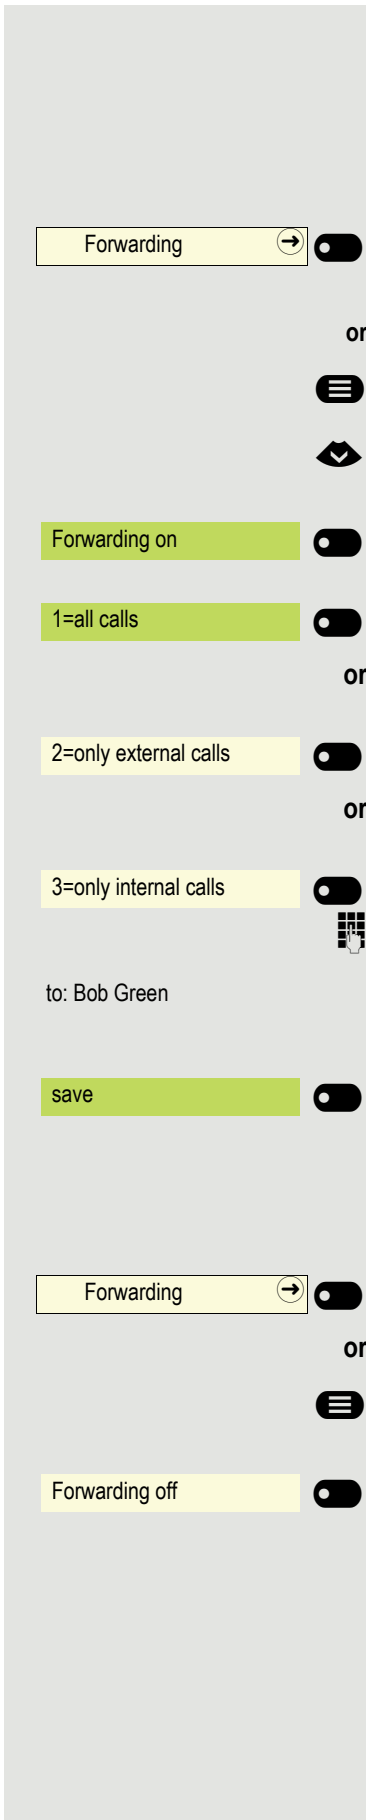 Forwarding
or
Forwarding on
1=all calls
or
2=only external calls
or
3=only internal calls
to: Bob Green
save
Forwarding
or
Forwarding off